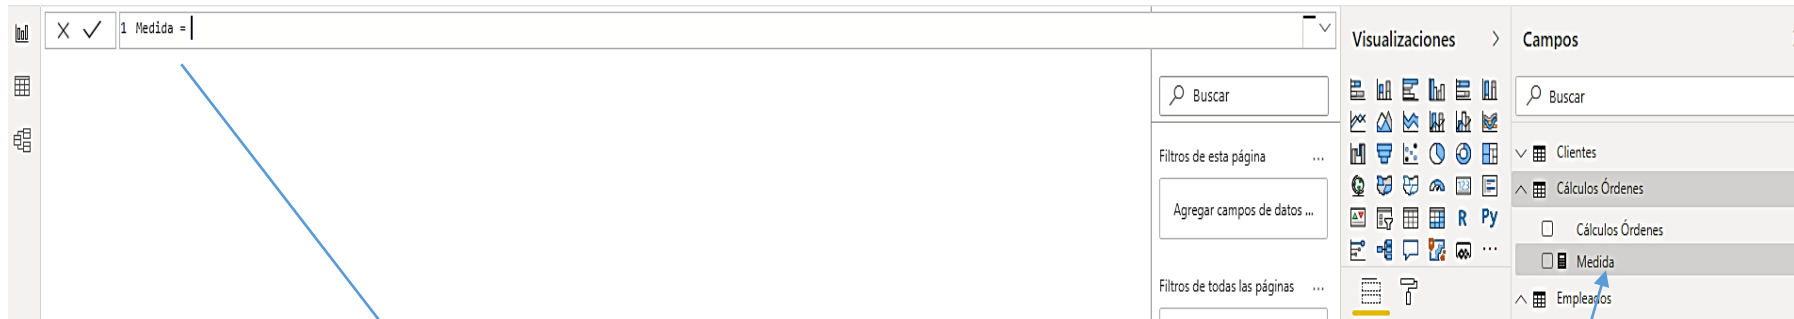 1 Medida =
Buscar
Filtros de esta página ...
Agregar campos de datos ...
Filtros de todas las páginas ...
Visualizaciones
123
R Py
...
Campos
Buscar
Clientes
Cálculos Órdenes
Cálculos Órdenes
Medida
Empleados